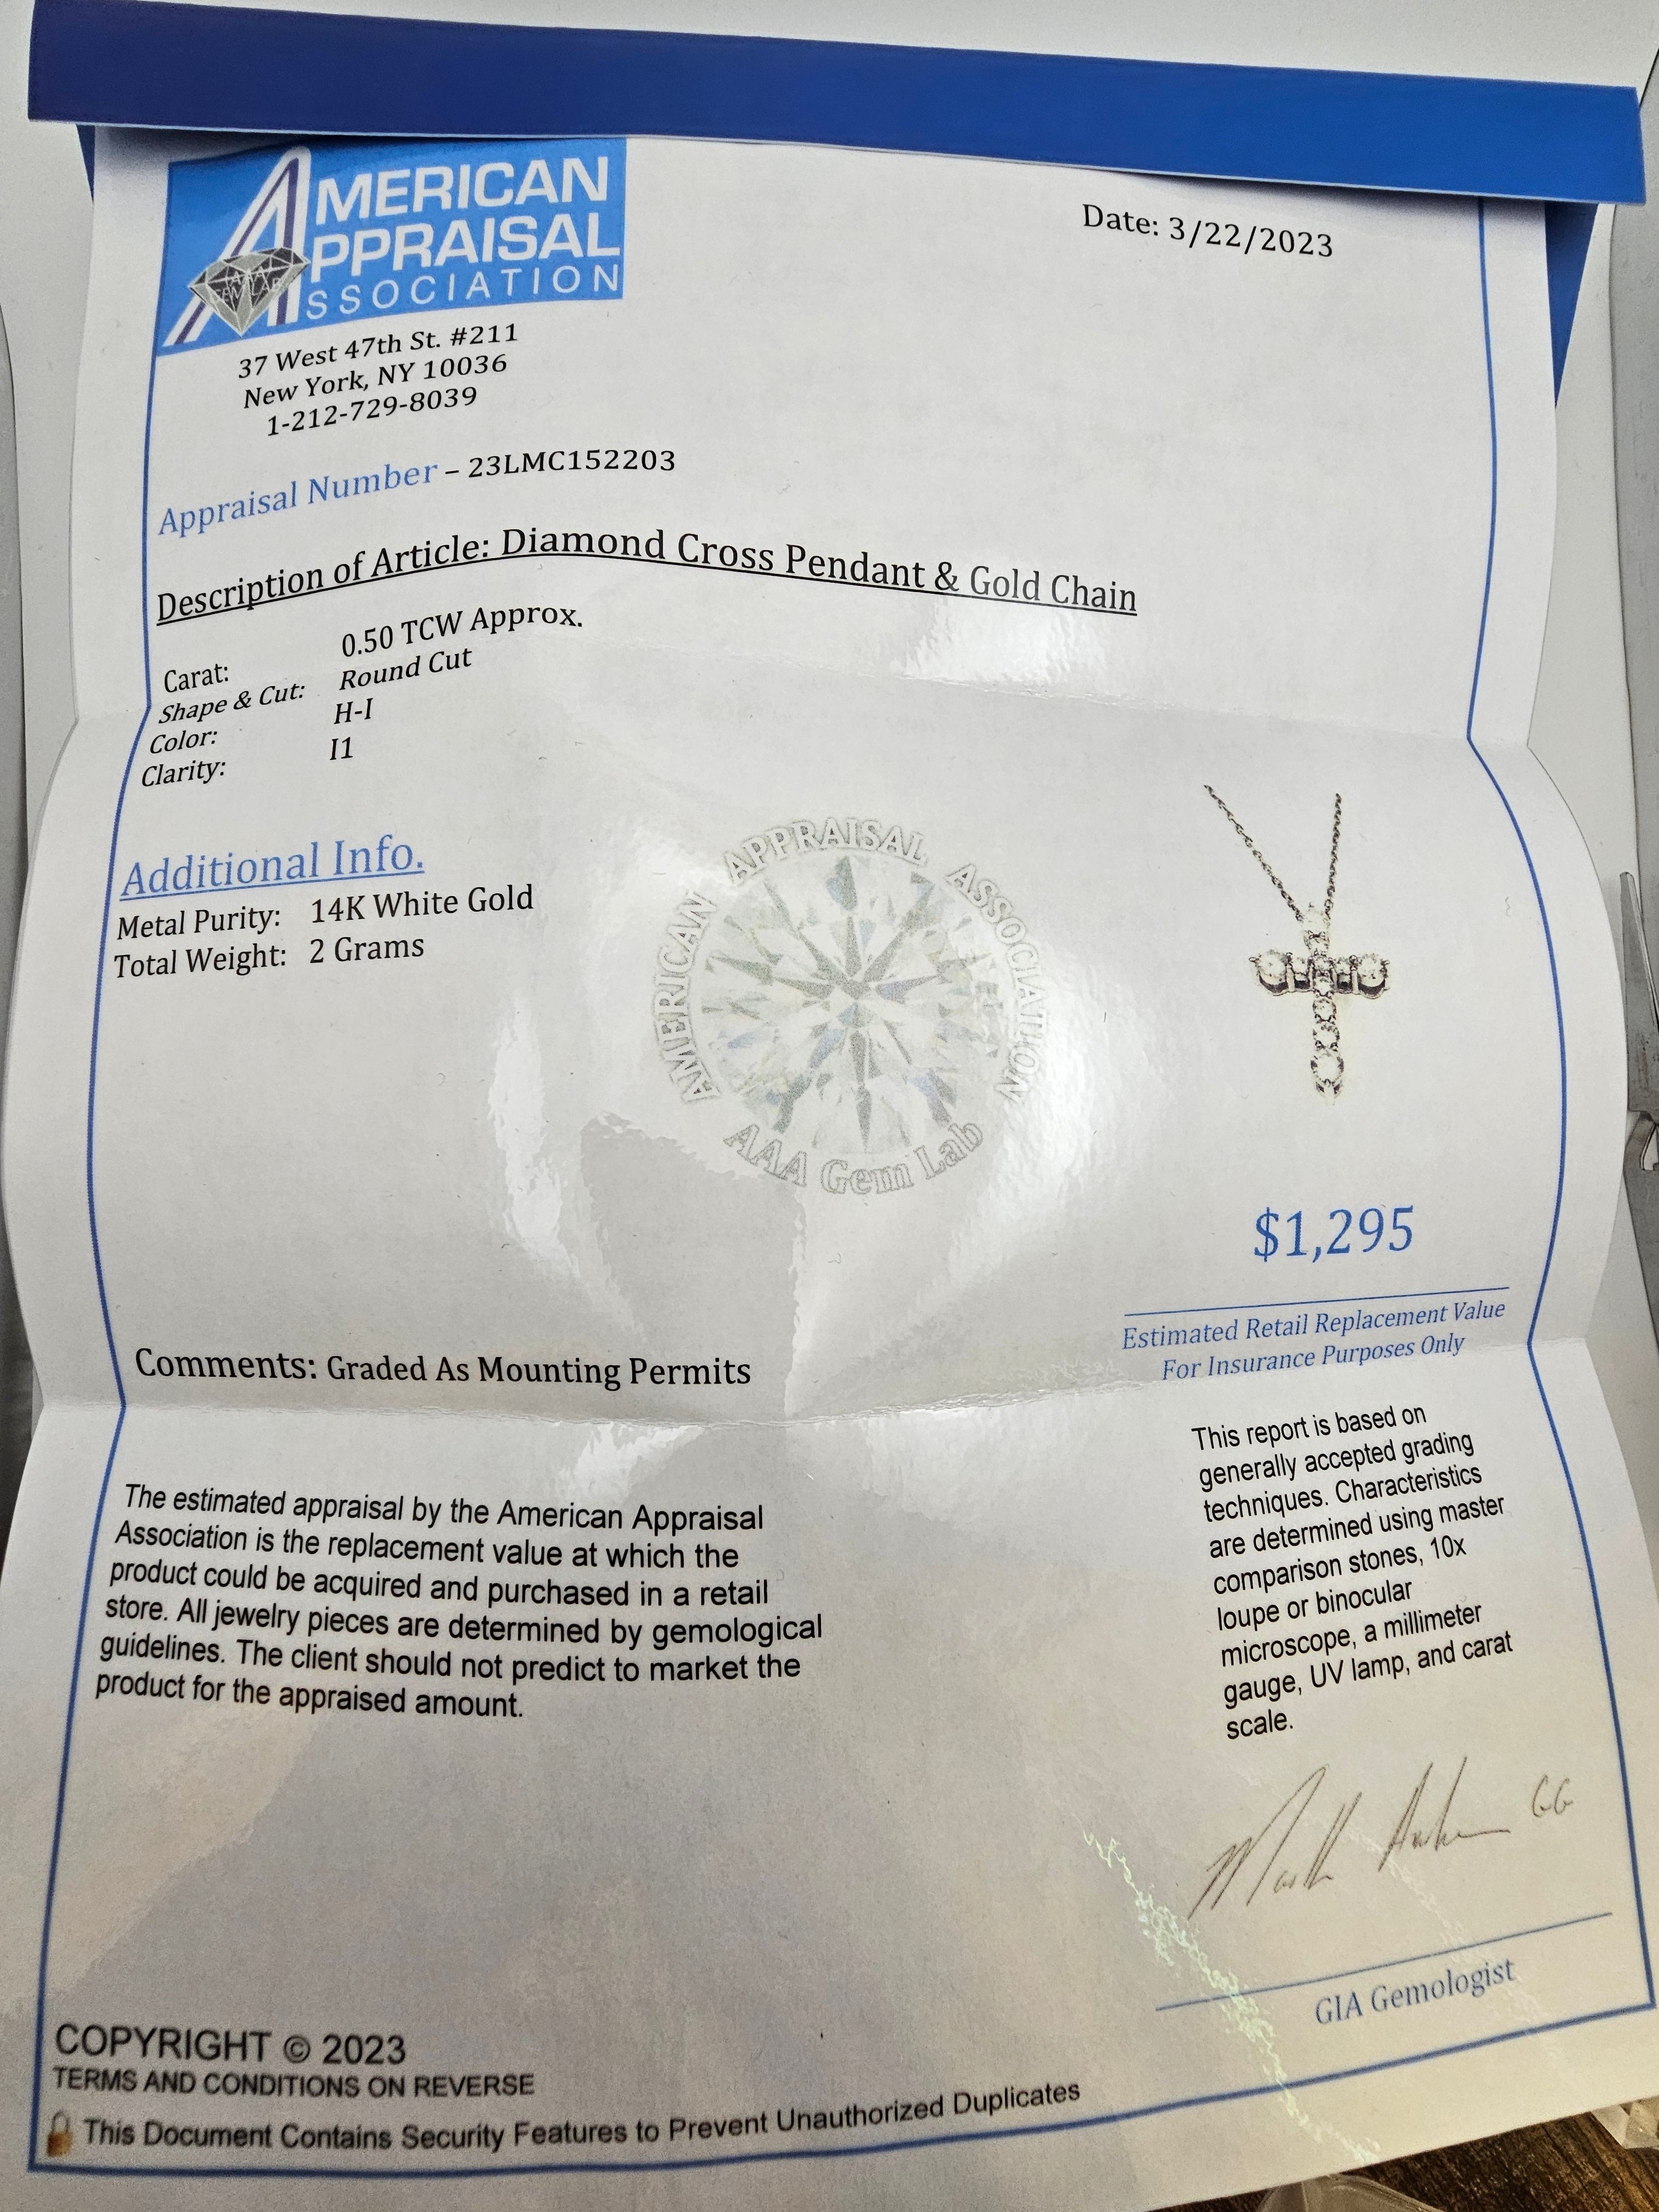 AMERICAN
APPRAISAL
ASSOCIATION
AAA
GEM LAB
Date: 3/22/2023
37 West 47th St. #211
New York, NY 10036
1-212-729-8039
Appraisal Number – 23LMC152203
Description of Article: Diamond Cross Pendant & Gold Chain
Carat: 0.50 TCW Approx.
Shape & Cut: Round Cut
Color: H-I
Clarity: I1
Additional Info.
Metal Purity: 14K White Gold
Total Weight: 2 Grams
AMERICAN APPRAISAL ASSOCIATION
AAA Gem Lab
$1,295
Estimated Retail Replacement Value
For Insurance Purposes Only
Comments: Graded As Mounting Permits
The estimated appraisal by the American Appraisal
Association is the replacement value at which the
product could be acquired and purchased in a retail
store. All jewelry pieces are determined by gemological
guidelines. The client should not predict to market the
product for the appraised amount.
This report is based on
generally accepted grading
techniques. Characteristics
are determined using master
comparison stones, 10x
loupe or binocular
microscope, a millimeter
gauge, UV lamp, and carat
scale.
GG
GIA Gemologist
COPYRIGHT © 2023
TERMS AND CONDITIONS ON REVERSE
This Document Contains Security Features to Prevent Unauthorized Duplicates